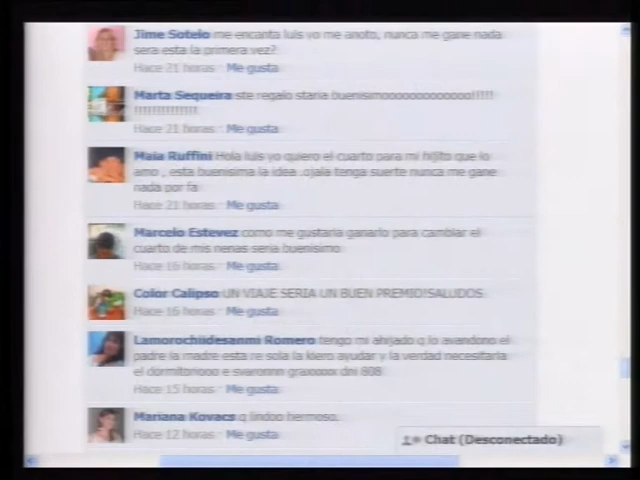 Jime Sotelo me encanta luis yo me anoto, nunca me gane nada
sera esta la primera vez?
Hace 21 horas · Me gusta
Marta Sequeira ste regalo staria buenisimooooooooooooo!!!!!
!!!!!!!!!!!!!!
Hace 21 horas · Me gusta
Maia Ruffini Hola luis yo quiero el cuarto para mi hijito que lo
amo , esta buenisima la idea .ojala tenga suerte nunca me gane
nada por fa
Hace 21 horas · Me gusta
Marcelo Estevez como me gustaria ganarlo para cambiar el
cuarto de mis nenas seria buenisimo
Hace 16 horas · Me gusta
Color Calipso UN VIAJE SERIA UN BUEN PREMIO!SALUDOS
Hace 16 horas · Me gusta
Lamorochiidesanmi Romero tengo mi ahijado q lo avandono el
padre la madre esta re sola la kiero ayudar y la verdad necesitaria
el dormitoriooo e svaronnn graxxxxx dni 808
Hace 15 horas · Me gusta
Mariana Kovacs q lindoo hermoso.
Hace 12 horas · Me gusta
Chat (Desconectado)